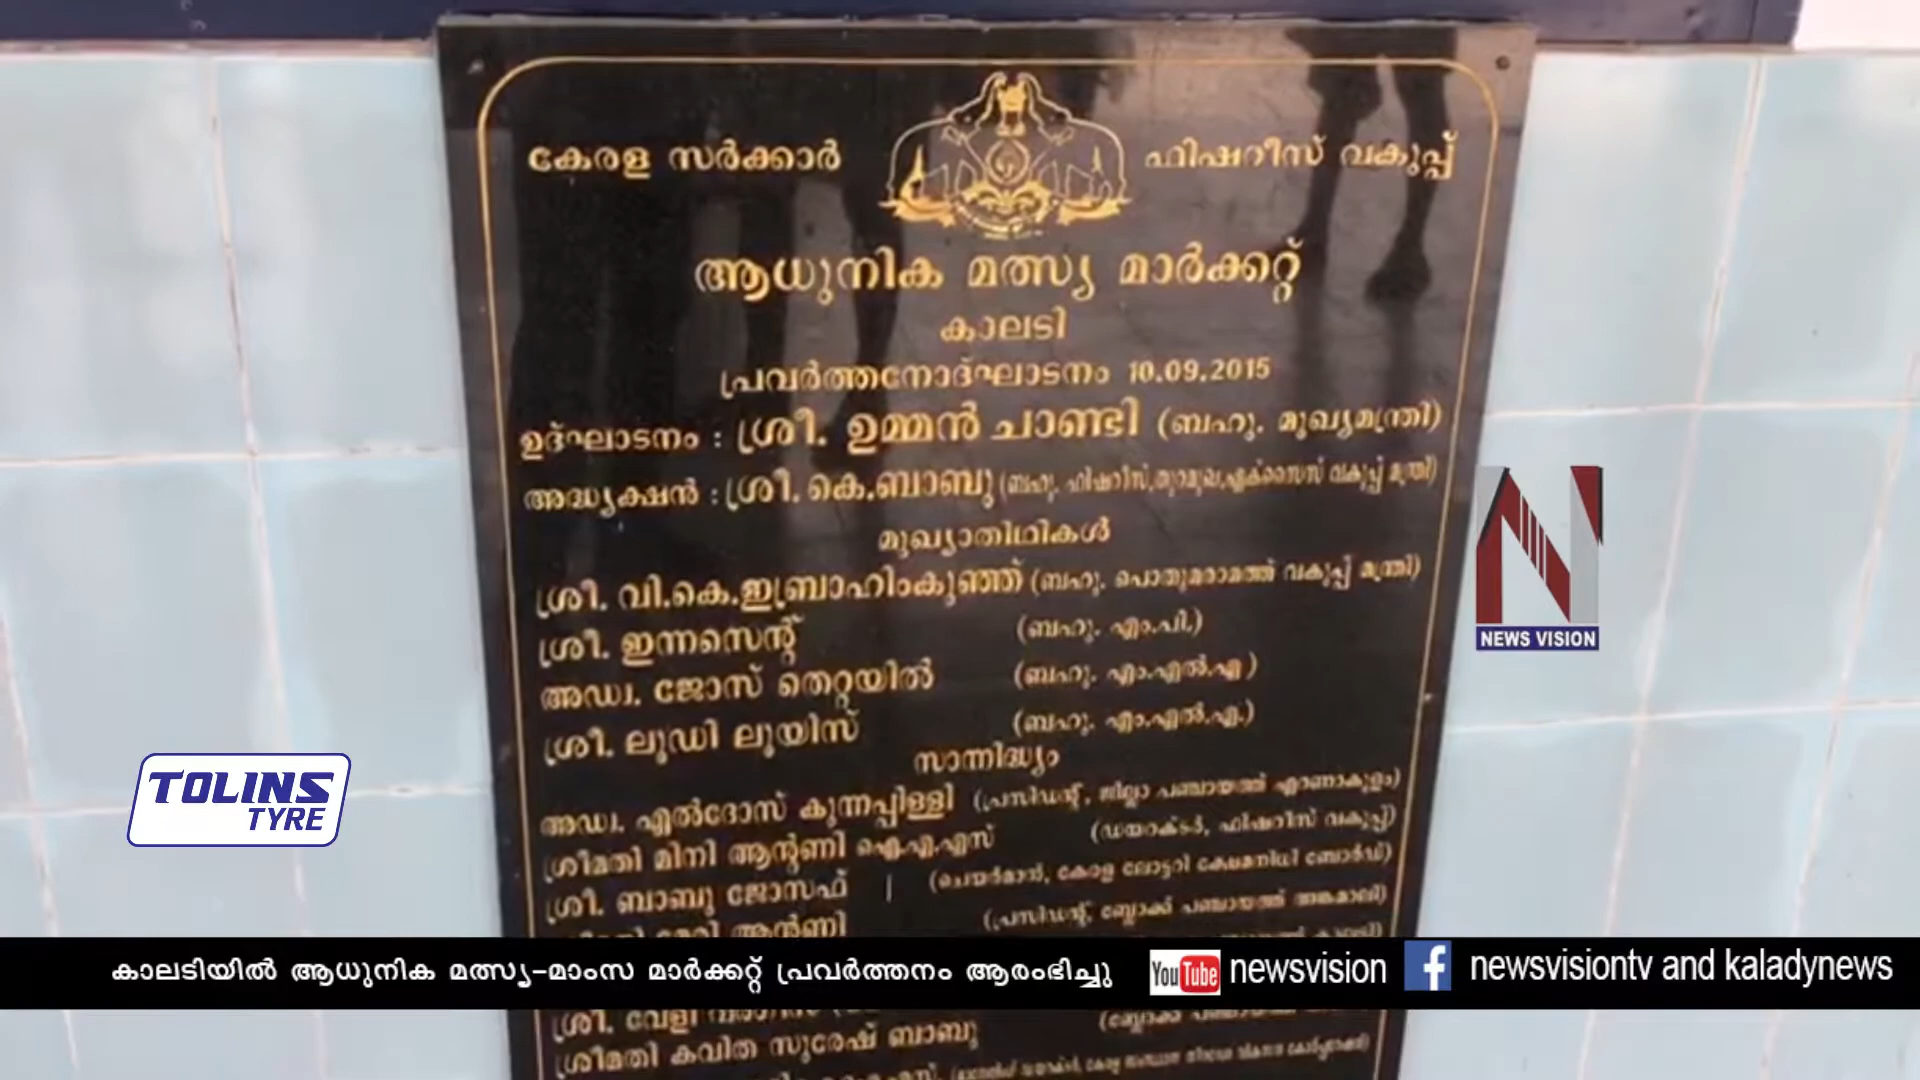 കേരള സർക്കാർ
ഫിഷറീസ് വകുപ്പ്
ആധുനിക മത്സ്യ മാർക്കറ്റ്
കാലടി
പ്രവർത്തനോദ്ഘാടനം 10.09.2015
ഉദ്ഘാടനം : ശ്രീ. ഉമ്മൻ ചാണ്ടി (ബഹു. മുഖ്യമന്ത്രി)
അദ്ധ്യക്ഷൻ : ശ്രീ. കെ.ബാബു (ബഹു. ഫിഷറീസ്,തുറമുഖ,എക്സൈസ് വകുപ്പ് മന്ത്രി)
മുഖ്യാതിഥികൾ
ശ്രീ. വി.കെ.ഇബ്രാഹിംകുഞ്ഞ് (ബഹു. പൊതുമരാമത്ത് വകുപ്പ് മന്ത്രി)
ശ്രീ. ഇന്നസെന്റ് (ബഹു. എം.പി.)
അഡ്വ. ജോസ് തെറ്റയിൽ (ബഹു. എം.എൽ.എ)
ശ്രീ. ലൂഡി ലൂയിസ് (ബഹു. എം.എൽ.എ.)
സാന്നിദ്ധ്യം
അഡ്വ. എൽദോസ് കുന്നപ്പിള്ളി (പ്രസിഡന്റ്, ജില്ലാ പഞ്ചായത്ത് എറണാകുളം)
ശ്രീമതി മിനി ആന്റണി ഐ.എ.എസ് (ഡയറക്ടർ, ഫിഷറീസ് വകുപ്പ്)
ശ്രീ. ബാബു ജോസഫ് (ചെയർമാൻ, കേരള ലോട്ടറി ക്ഷേമനിധി ബോർഡ്)
(പ്രസിഡന്റ്, ബ്ലോക്ക് പഞ്ചായത്ത് അങ്കമാലി)
ശ്രീമതി കവിത സുരേഷ് ബാബു
NEWS VISION
TOLINS
TYRE
കാലടിയിൽ ആധുനിക മത്സ്യ-മാംസ മാർക്കറ്റ് പ്രവർത്തനം ആരംഭിച്ചു YouTube newsvision f newsvisiontv and kaladynews